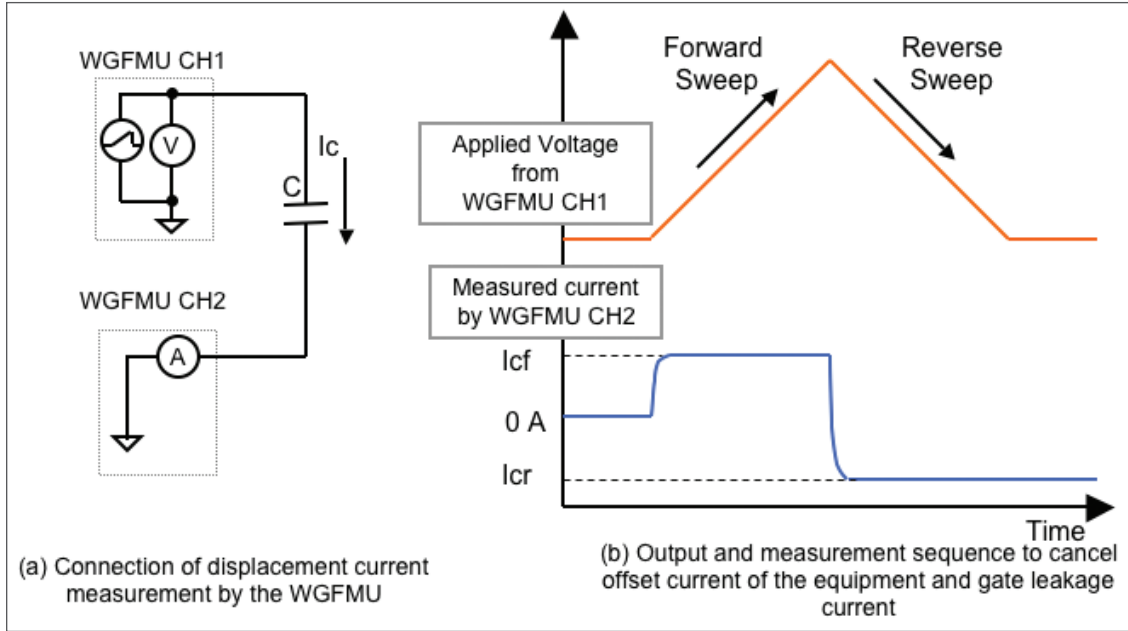 WGFMU CH1
V
Ic
C
WGFMU CH2
A
(a) Connection of displacement current
measurement by the WGFMU
Forward
Sweep
Reverse
Sweep
Applied Voltage
from
WGFMU CH1
Measured current
by WGFMU CH2
Icf
0 A
Icr
Time
(b) Output and measurement sequence to cancel
offset current of the equipment and gate leakage
current